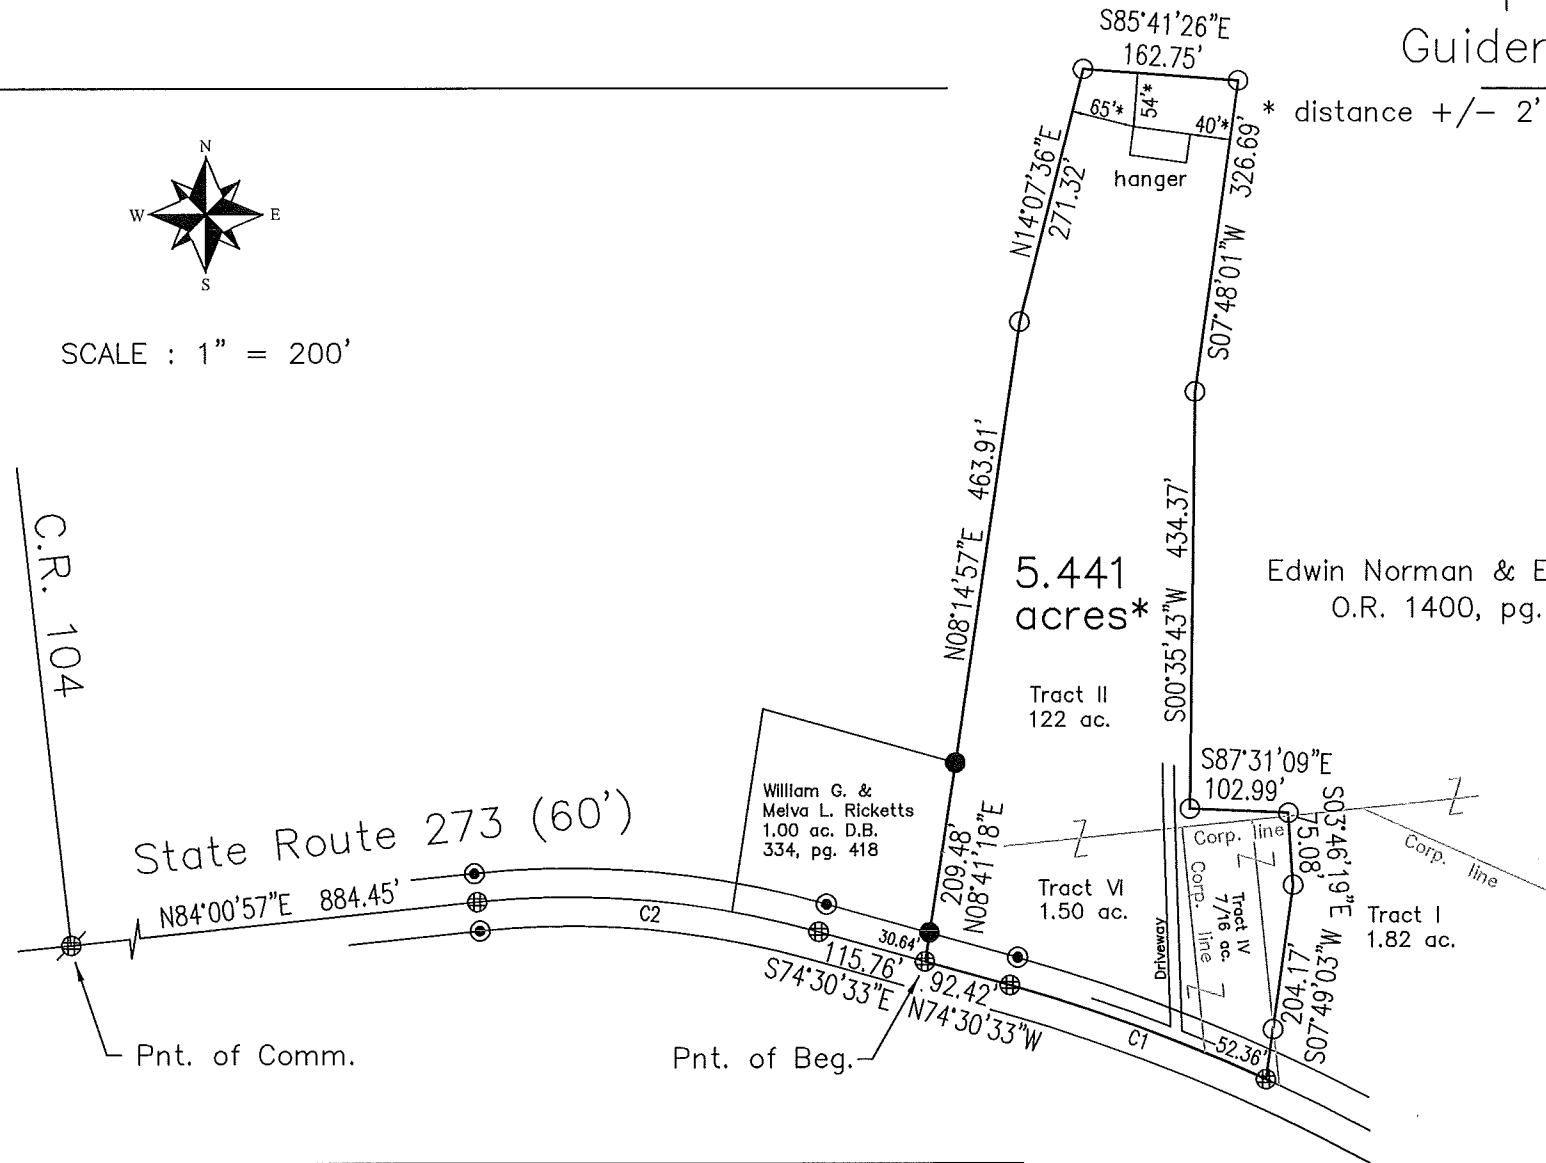 S85°41'26"E
162.75'
Guider
* distance +/- 2'
65'*
54'*
40'*
hanger
N14°07'36"E
271.32'
S07°48'01"W 326.69'
N
W
E
S
SCALE : 1" = 200'
C.R. 104
N08°14'57"E 463.91'
5.441
acres*
S00°35'43"W 434.37'
Edwin Norman & E
O.R. 1400, pg.
Tract II
122 ac.
S87°31'09"E
102.99'
William G. &
Melva L. Ricketts
1.00 ac. D.B.
334, pg. 418
209.48'
N08°41'18"E
S03°46'19"E
75.08'
Corp. line
Corp. line
Corp. line
State Route 273 (60')
N84°00'57"E 884.45'
C2
Tract VI
1.50 ac.
Tract IV
7/16 ac.
Tract I
1.82 ac.
Driveway
30.64'
115.76'
S74°30'33"E
92.42'
N74°30'33"W
204.17'
S07°49'03"W
C1
52.36'
Pnt. of Comm.
Pnt. of Beg.